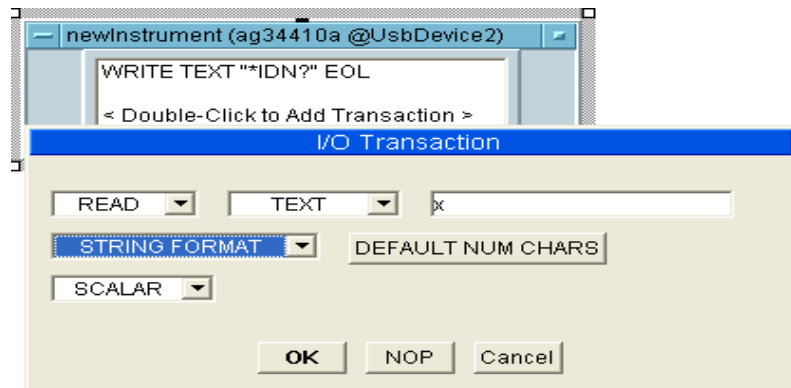 newInstrument (ag34410a @UsbDevice2)
WRITE TEXT "*IDN?" EOL
< Double-Click to Add Transaction >
I/O Transaction
READ TEXT x
STRING FORMAT DEFAULT NUM CHARS
SCALAR
OK NOP Cancel